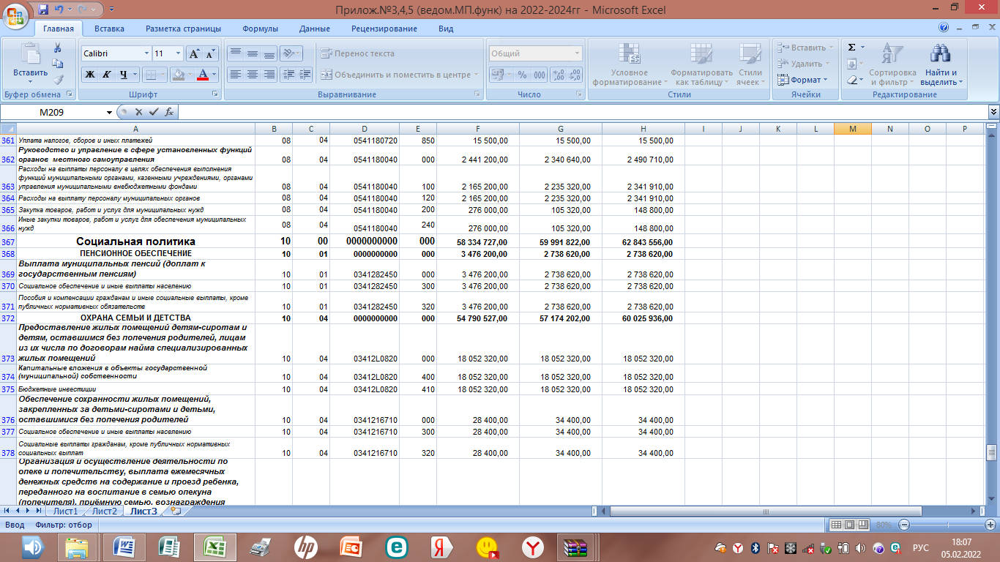 Прилож.№3,4,5 (ведом.МП.функ) на 2022-2024гг - Microsoft Excel
Главная Вставка Разметка страницы Формулы Данные Рецензирование Вид
Вставить
Буфер обмена
Calibri 11
Ж К Ч
Шрифт
Перенос текста
Объединить и поместить в центре
Выравнивание
Общий
% 000
Число
Условное форматирование
Форматировать как таблицу
Стили ячеек
Стили
Вставить
Удалить
Формат
Ячейки
Σ
Сортировка и фильтр
Найти и выделить
Редактирование
M209 fx
A B C D E F G H I J K L M N O P
361 Уплата налогов, сборов и иных платежей 08 04 0541180720 850 15 500,00 15 500,00 15 500,00
Руководство и управление в сфере установленных функций
362 органов местного самоуправления 08 04 0541180040 000 2 441 200,00 2 340 640,00 2 490 710,00
Расходы на выплаты персоналу в целях обеспечения выполнения
функций муниципальными органами, казенными учреждениями, органами
363 управления муниципальными внебюджетными фондами 08 04 0541180040 100 2 165 200,00 2 235 320,00 2 341 910,00
364 Расходы на выплату персоналу муниципальных органов 08 04 0541180040 120 2 165 200,00 2 235 320,00 2 341 910,00
365 Закупка товаров, работ и услуг для муниципальных нужд 08 04 0541180040 200 276 000,00 105 320,00 148 800,00
Иные закупки товаров, работ и услуг для обеспечения муниципальных
366 нужд 08 04 0541180040 240 276 000,00 105 320,00 148 800,00
367 Социальная политика 10 00 0000000000 000 58 334 727,00 59 991 822,00 62 843 556,00
368 ПЕНСИОННОЕ ОБЕСПЕЧЕНИЕ 10 01 0000000000 000 3 476 200,00 2 738 620,00 2 738 620,00
Выплата муниципальных пенсий (доплат к
369 государственным пенсиям) 10 01 0341282450 000 3 476 200,00 2 738 620,00 2 738 620,00
370 Социальное обеспечение и иные выплаты населению 10 01 0341282450 300 3 476 200,00 2 738 620,00 2 738 620,00
Пособия и компенсации гражданам и иные социальные выплаты, кроме
371 публичных нормативных обязательств 10 01 0341282450 320 3 476 200,00 2 738 620,00 2 738 620,00
372 ОХРАНА СЕМЬИ И ДЕТСТВА 10 04 0000000000 000 54 790 527,00 57 174 202,00 60 025 936,00
Предоставление жилых помещений детям-сиротам и
детям, оставшимся без попечения родителей, лицам
из их числа по договорам найма специализированных
373 жилых помещений 10 04 03412L0820 000 18 052 320,00 18 052 320,00 18 052 320,00
Капитальные вложения в объекты государственной
374 (муниципальной) собственности 10 04 03412L0820 400 18 052 320,00 18 052 320,00 18 052 320,00
375 Бюджетные инвестиции 10 04 03412L0820 410 18 052 320,00 18 052 320,00 18 052 320,00
Обеспечение сохранности жилых помещений,
закрепленных за детьми-сиротами и детьми,
376 оставшимися без попечения родителей 10 04 0341216710 000 28 400,00 34 400,00 34 400,00
377 Социальное обеспечение и иные выплаты населению 10 04 0341216710 300 28 400,00 34 400,00 34 400,00
Социальные выплаты гражданам, кроме публичных нормативных
378 социальных выплат 10 04 0341216710 320 28 400,00 34 400,00 34 400,00
Организация и осуществление деятельности по
опеке и попечительству, выплата ежемесячных
денежных средств на содержание и проезд ребенка,
переданного на воспитание в семью опекуна
(попечителя), приёмную семью, вознаграждения
Лист1 Лист2 Лист3
Ввод Фильтр: отбор 80%
РУС 18:07
05.02.2022